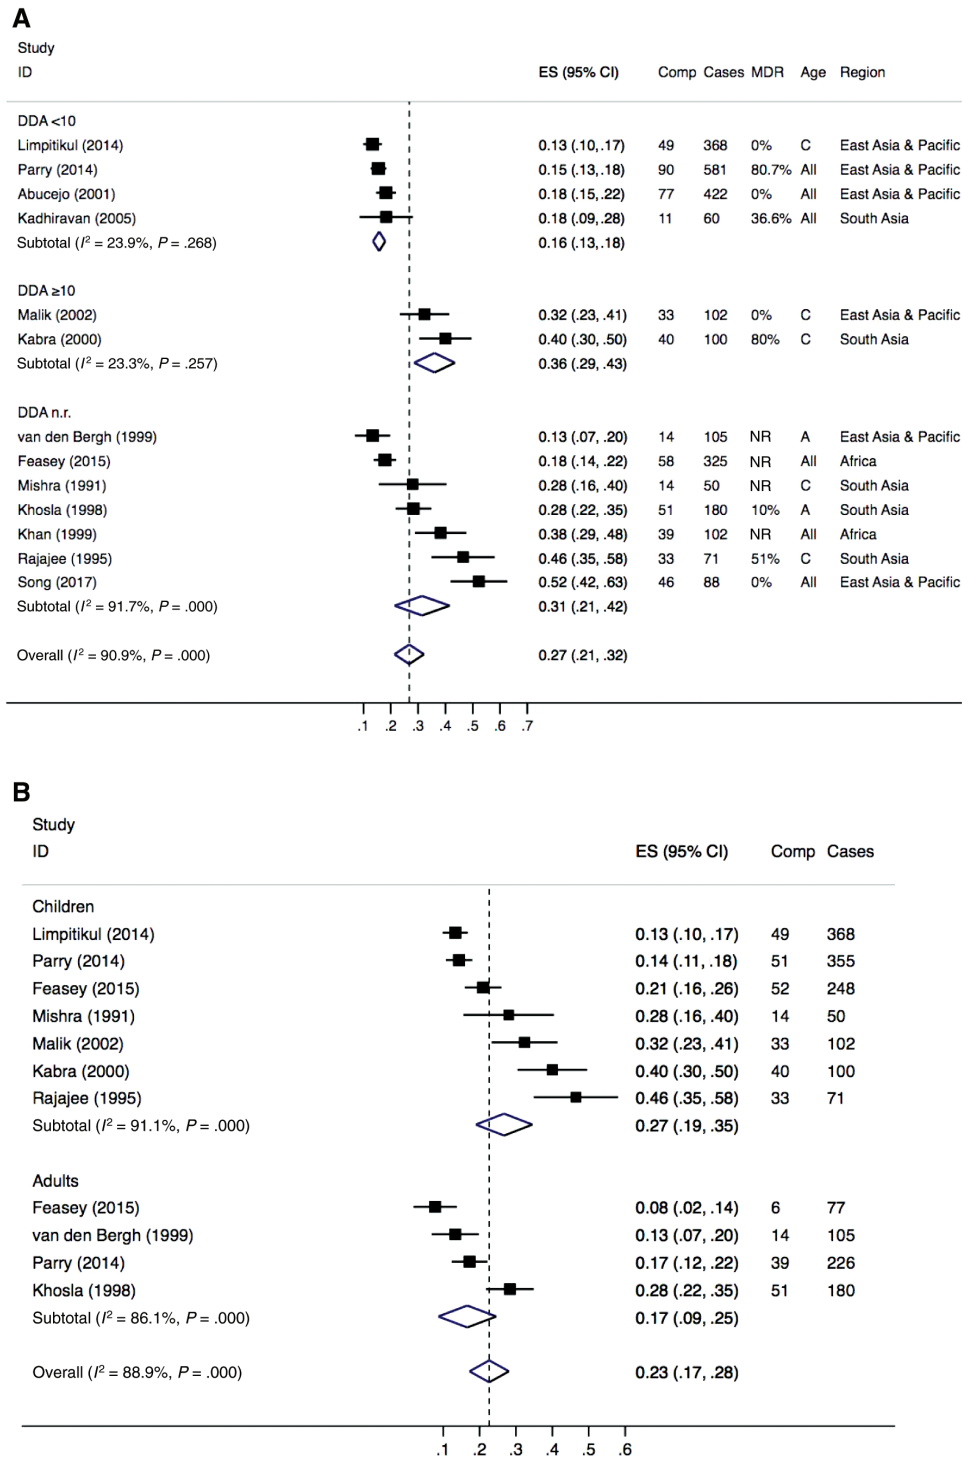 A
Study
ID ES (95% CI) Comp Cases MDR Age Region
DDA <10
Limpitikul (2014) 0.13 (.10,.17) 49 368 0% C East Asia & Pacific
Parry (2014) 0.15 (.13,.18) 90 581 80.7% All East Asia & Pacific
Abucejo (2001) 0.18 (.15,.22) 77 422 0% All East Asia & Pacific
Kadhiravan (2005) 0.18 (.09,.28) 11 60 36.6% All South Asia
Subtotal (I² = 23.9%, P = .268) 0.16 (.13,.18)
DDA ≥10
Malik (2002) 0.32 (.23, .41) 33 102 0% C East Asia & Pacific
Kabra (2000) 0.40 (.30, .50) 40 100 80% C South Asia
Subtotal (I² = 23.3%, P = .257) 0.36 (.29, .43)
DDA n.r.
van den Bergh (1999) 0.13 (.07, .20) 14 105 NR A East Asia & Pacific
Feasey (2015) 0.18 (.14, .22) 58 325 NR All Africa
Mishra (1991) 0.28 (.16, .40) 14 50 NR C South Asia
Khosla (1998) 0.28 (.22, .35) 51 180 10% A South Asia
Khan (1999) 0.38 (.29, .48) 39 102 NR All Africa
Rajajee (1995) 0.46 (.35, .58) 33 71 51% C South Asia
Song (2017) 0.52 (.42, .63) 46 88 0% All East Asia & Pacific
Subtotal (I² = 91.7%, P = .000) 0.31 (.21, .42)
Overall (I² = 90.9%, P = .000) 0.27 (.21, .32)
.1 .2 .3 .4 .5 .6 .7
B
Study
ID ES (95% CI) Comp Cases
Children
Limpitikul (2014) 0.13 (.10, .17) 49 368
Parry (2014) 0.14 (.11, .18) 51 355
Feasey (2015) 0.21 (.16, .26) 52 248
Mishra (1991) 0.28 (.16, .40) 14 50
Malik (2002) 0.32 (.23, .41) 33 102
Kabra (2000) 0.40 (.30, .50) 40 100
Rajajee (1995) 0.46 (.35, .58) 33 71
Subtotal (I² = 91.1%, P = .000) 0.27 (.19, .35)
Adults
Feasey (2015) 0.08 (.02, .14) 6 77
van den Bergh (1999) 0.13 (.07, .20) 14 105
Parry (2014) 0.17 (.12, .22) 39 226
Khosla (1998) 0.28 (.22, .35) 51 180
Subtotal (I² = 86.1%, P = .000) 0.17 (.09, .25)
Overall (I² = 88.9%, P = .000) 0.23 (.17, .28)
.1 .2 .3 .4 .5 .6